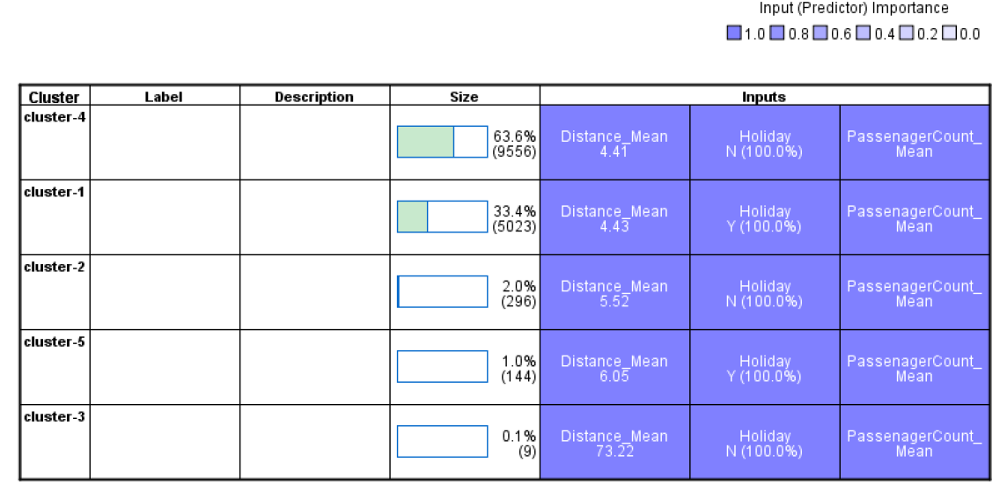 Input (Predictor) Importance
1.0 0.8 0.6 0.4 0.2 0.0
Cluster Label Description Size Inputs
cluster-4 63.6% Distance_Mean Holiday PassenagerCount_
(9556) 4.41 N (100.0%) Mean
cluster-1 33.4% Distance_Mean Holiday PassenagerCount_
(5023) 4.43 Y (100.0%) Mean
cluster-2 2.0% Distance_Mean Holiday PassenagerCount_
(296) 5.52 N (100.0%) Mean
cluster-5 1.0% Distance_Mean Holiday PassenagerCount_
(144) 6.05 Y (100.0%) Mean
cluster-3 0.1% Distance_Mean Holiday PassenagerCount_
(9) 73.22 N (100.0%) Mean